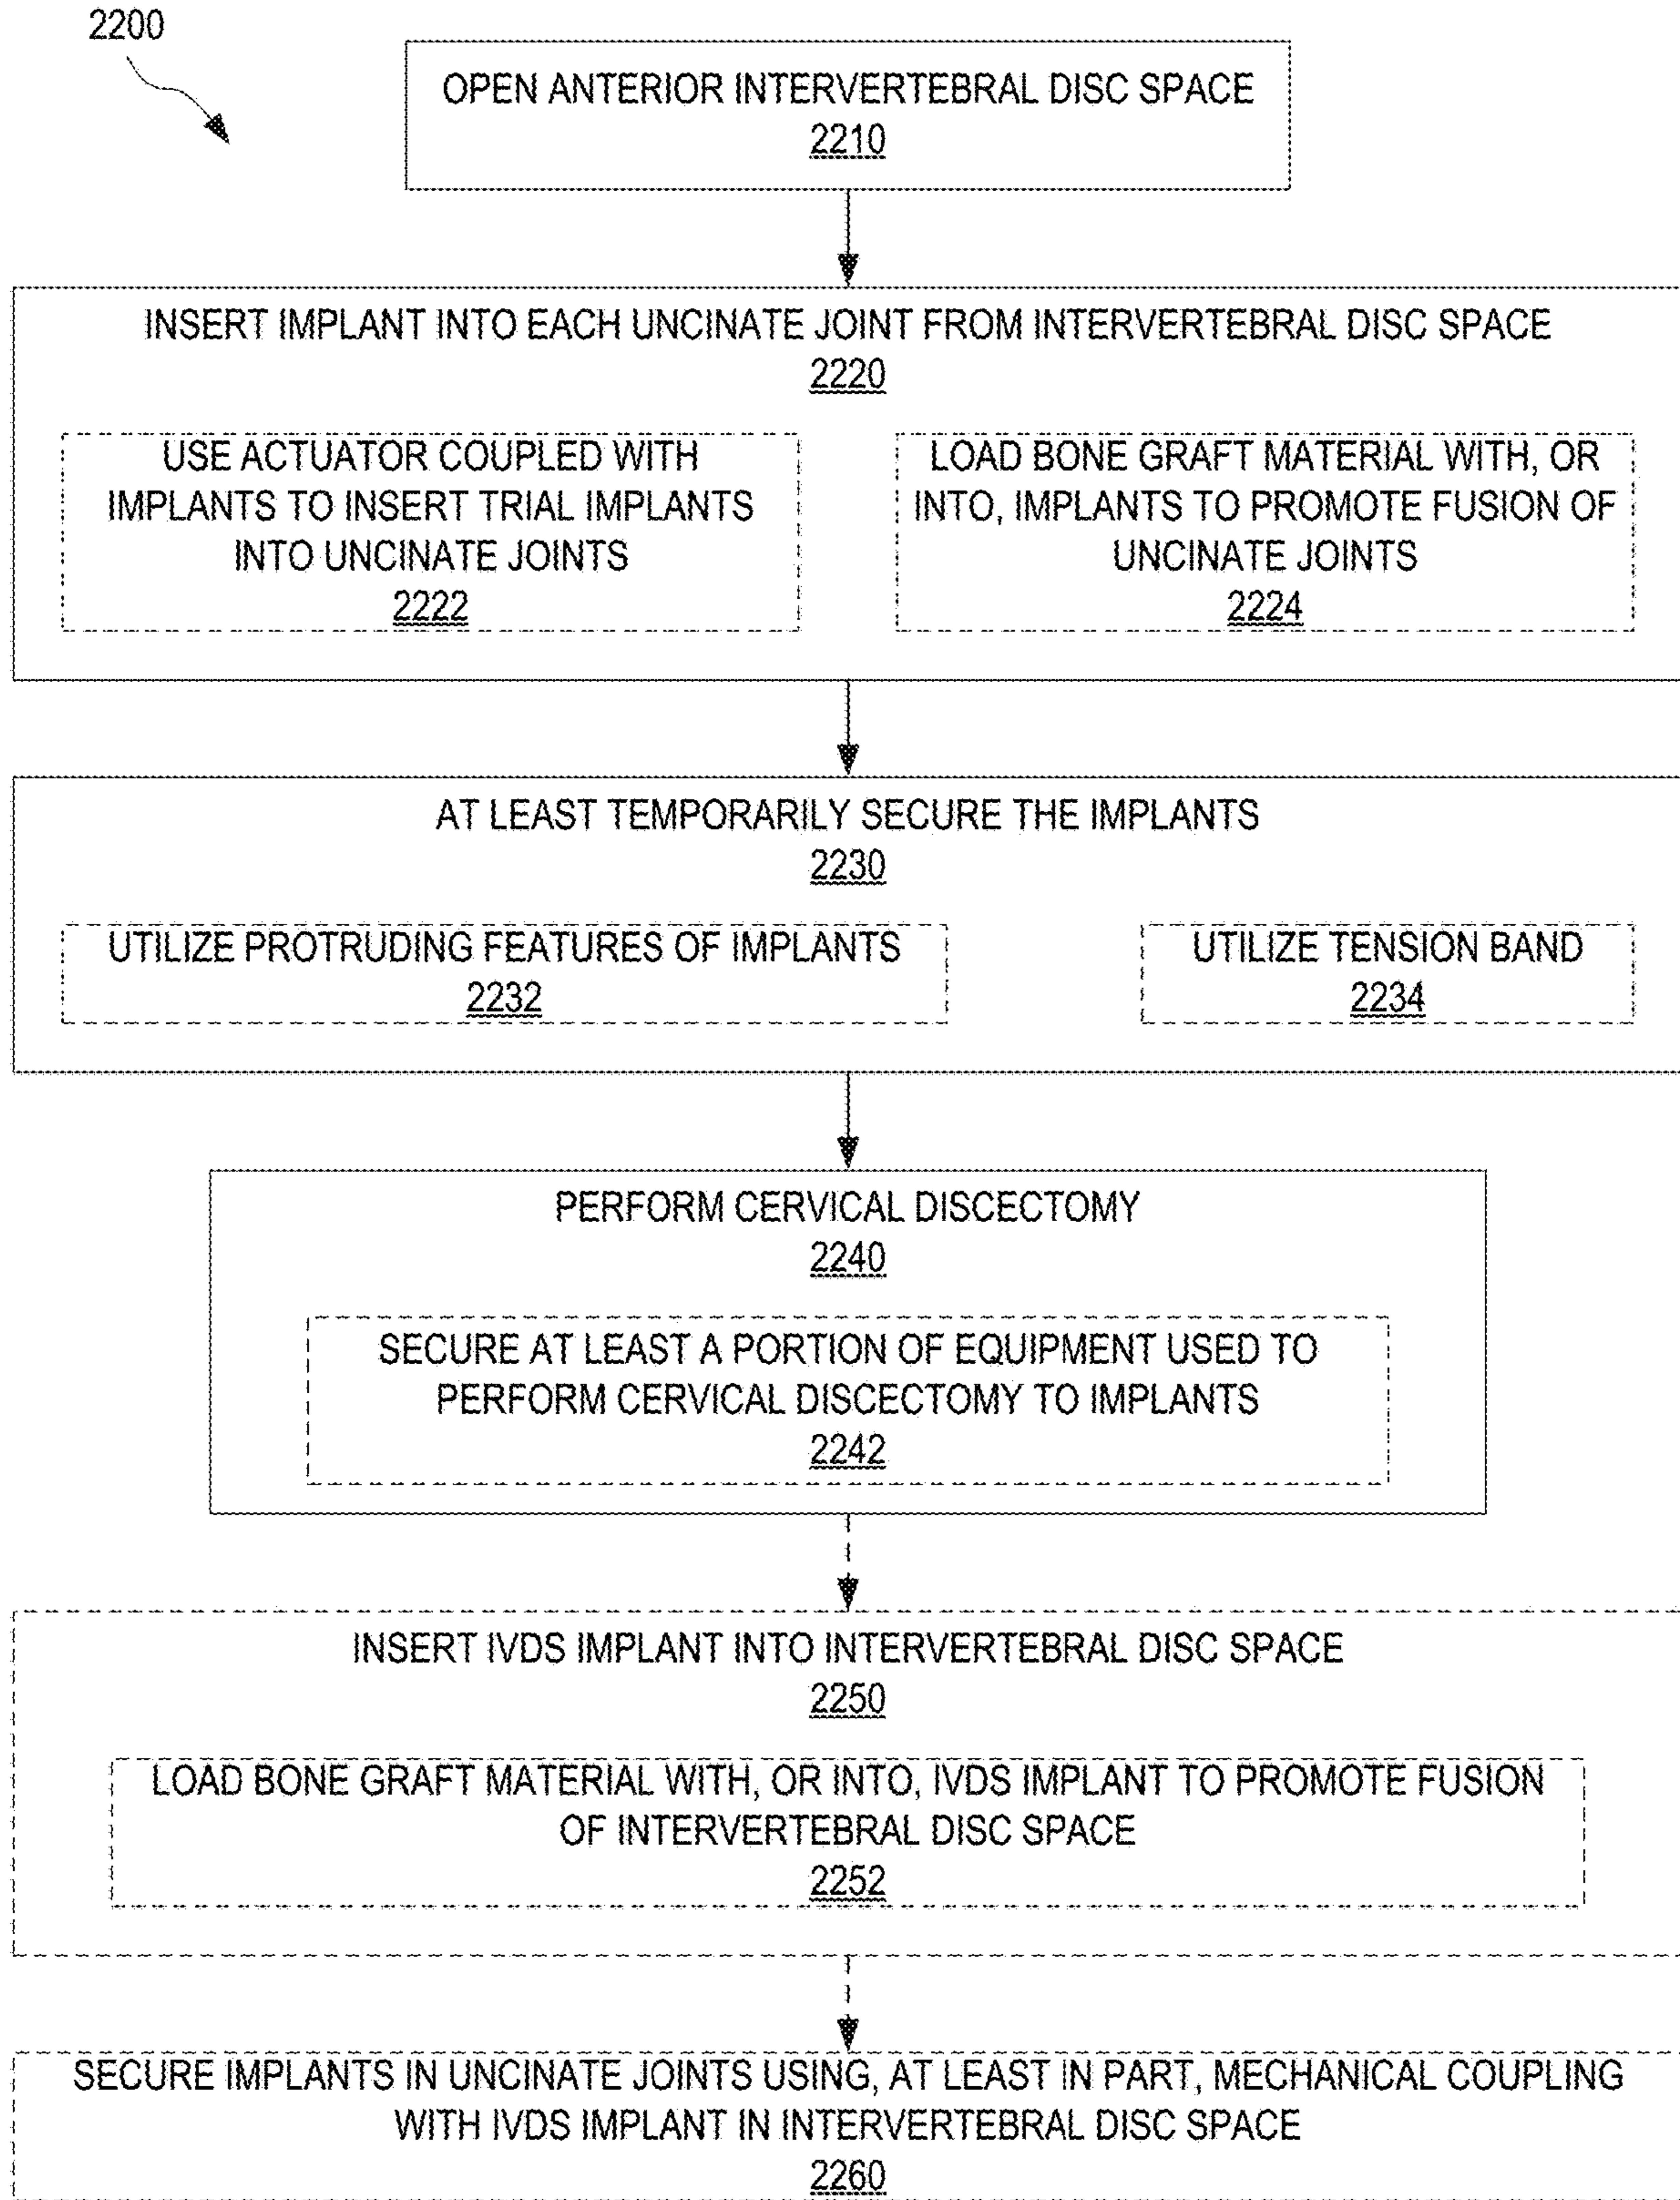 2200
OPEN ANTERIOR INTERVERTEBRAL DISC SPACE
2210
INSERT IMPLANT INTO EACH UNCINATE JOINT FROM INTERVERTEBRAL DISC SPACE
2220
USE ACTUATOR COUPLED WITH
IMPLANTS TO INSERT TRIAL IMPLANTS
INTO UNCINATE JOINTS
2222
LOAD BONE GRAFT MATERIAL WITH, OR
INTO, IMPLANTS TO PROMOTE FUSION OF
UNCINATE JOINTS
2224
AT LEAST TEMPORARILY SECURE THE IMPLANTS
2230
UTILIZE PROTRUDING FEATURES OF IMPLANTS
2232
UTILIZE TENSION BAND
2234
PERFORM CERVICAL DISCECTOMY
2240
SECURE AT LEAST A PORTION OF EQUIPMENT USED TO
PERFORM CERVICAL DISCECTOMY TO IMPLANTS
2242
INSERT IVDS IMPLANT INTO INTERVERTEBRAL DISC SPACE
2250
LOAD BONE GRAFT MATERIAL WITH, OR INTO, IVDS IMPLANT TO PROMOTE FUSION
OF INTERVERTEBRAL DISC SPACE
2252
SECURE IMPLANTS IN UNCINATE JOINTS USING, AT LEAST IN PART, MECHANICAL COUPLING
WITH IVDS IMPLANT IN INTERVERTEBRAL DISC SPACE
2260